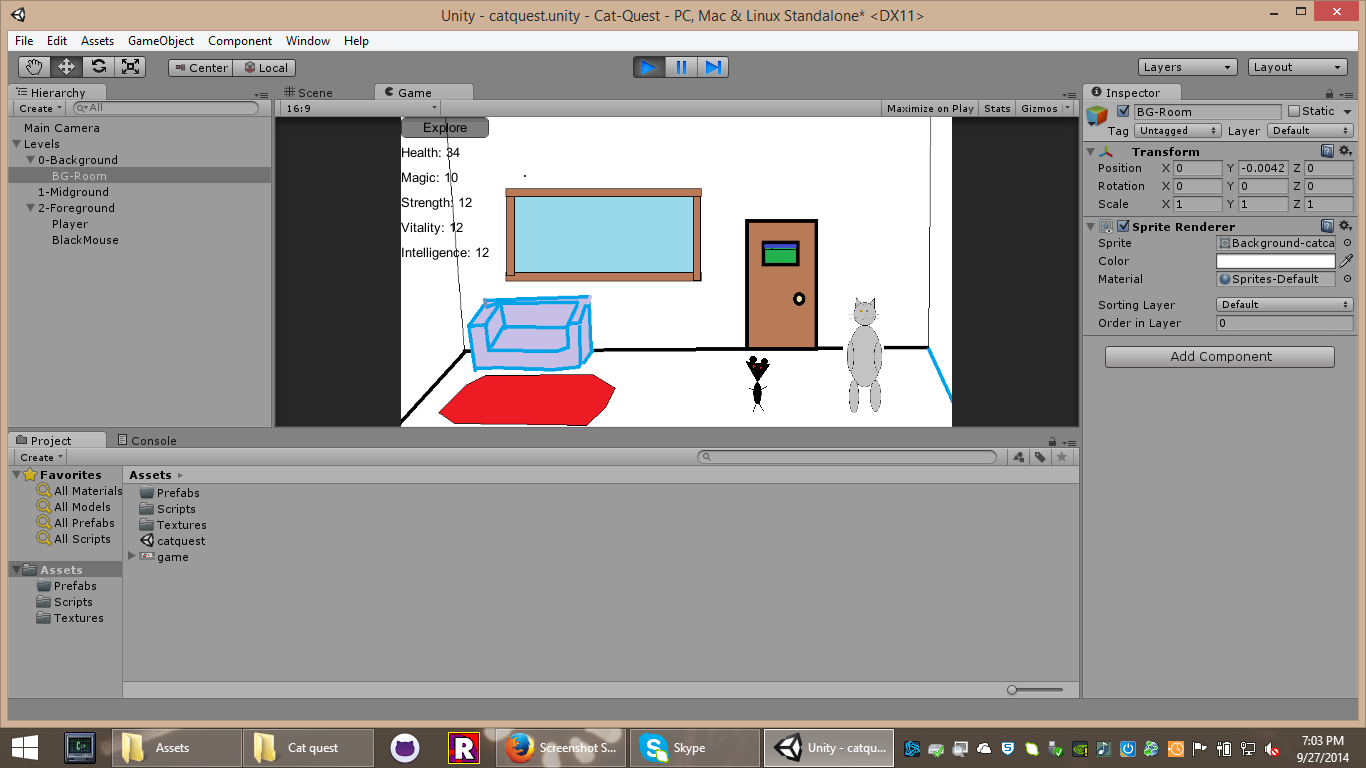 Unity - catquest.unity - Cat-Quest - PC, Mac & Linux Standalone* <DX11>
File Edit Assets GameObject Component Window Help
Center Local Layers Layout
Hierarchy
Create All
Main Camera
Levels
0-Background
BG-Room
1-Midground
2-Foreground
Player
BlackMouse
Scene Game
16:9 Maximize on Play Stats Gizmos
Explore
Health: 34
Magic: 10
Strength: 12
Vitality: 12
Intelligence: 12
Inspector
BG-Room Static
Tag Untagged Layer Default
Transform
Position X 0 Y -0.0042 Z 0
Rotation X 0 Y 0 Z 0
Scale X 1 Y 1 Z 1
Sprite Renderer
Sprite Background-catca
Color
Material Sprites-Default
Sorting Layer Default
Order in Layer 0
Add Component
Project Console
Create
Favorites
All Materials
All Models
All Prefabs
All Scripts
Assets
Prefabs
Scripts
Textures
Assets
Prefabs
Scripts
Textures
catquest
game
Assets Cat quest R Screenshot S... Skype Unity - catqu...
7:03 PM
9/27/2014